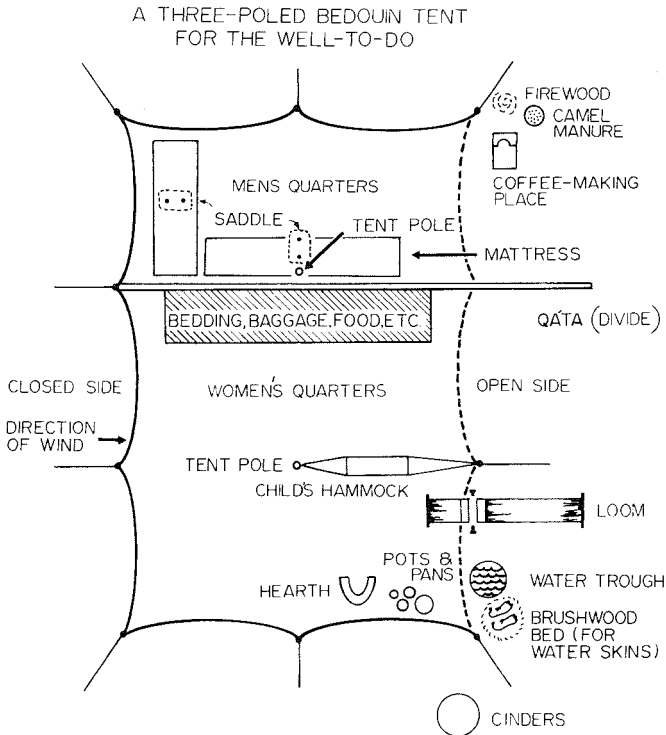 A THREE-POLED BEDOUIN TENT
FOR THE WELL-TO-DO
FIREWOOD
CAMEL
MANURE
COFFEE-MAKING
PLACE
MENS QUARTERS
SADDLE
TENT POLE
MATTRESS
BEDDING, BAGGAGE, FOOD, ETC
QA'TA (DIVIDE)
CLOSED SIDE
WOMEN'S QUARTERS
OPEN SIDE
DIRECTION
OF WIND
TENT POLE
CHILD'S HAMMOCK
LOOM
POTS &
PANS
HEARTH
WATER TROUGH
BRUSHWOOD
BED (FOR
WATER SKINS)
CINDERS